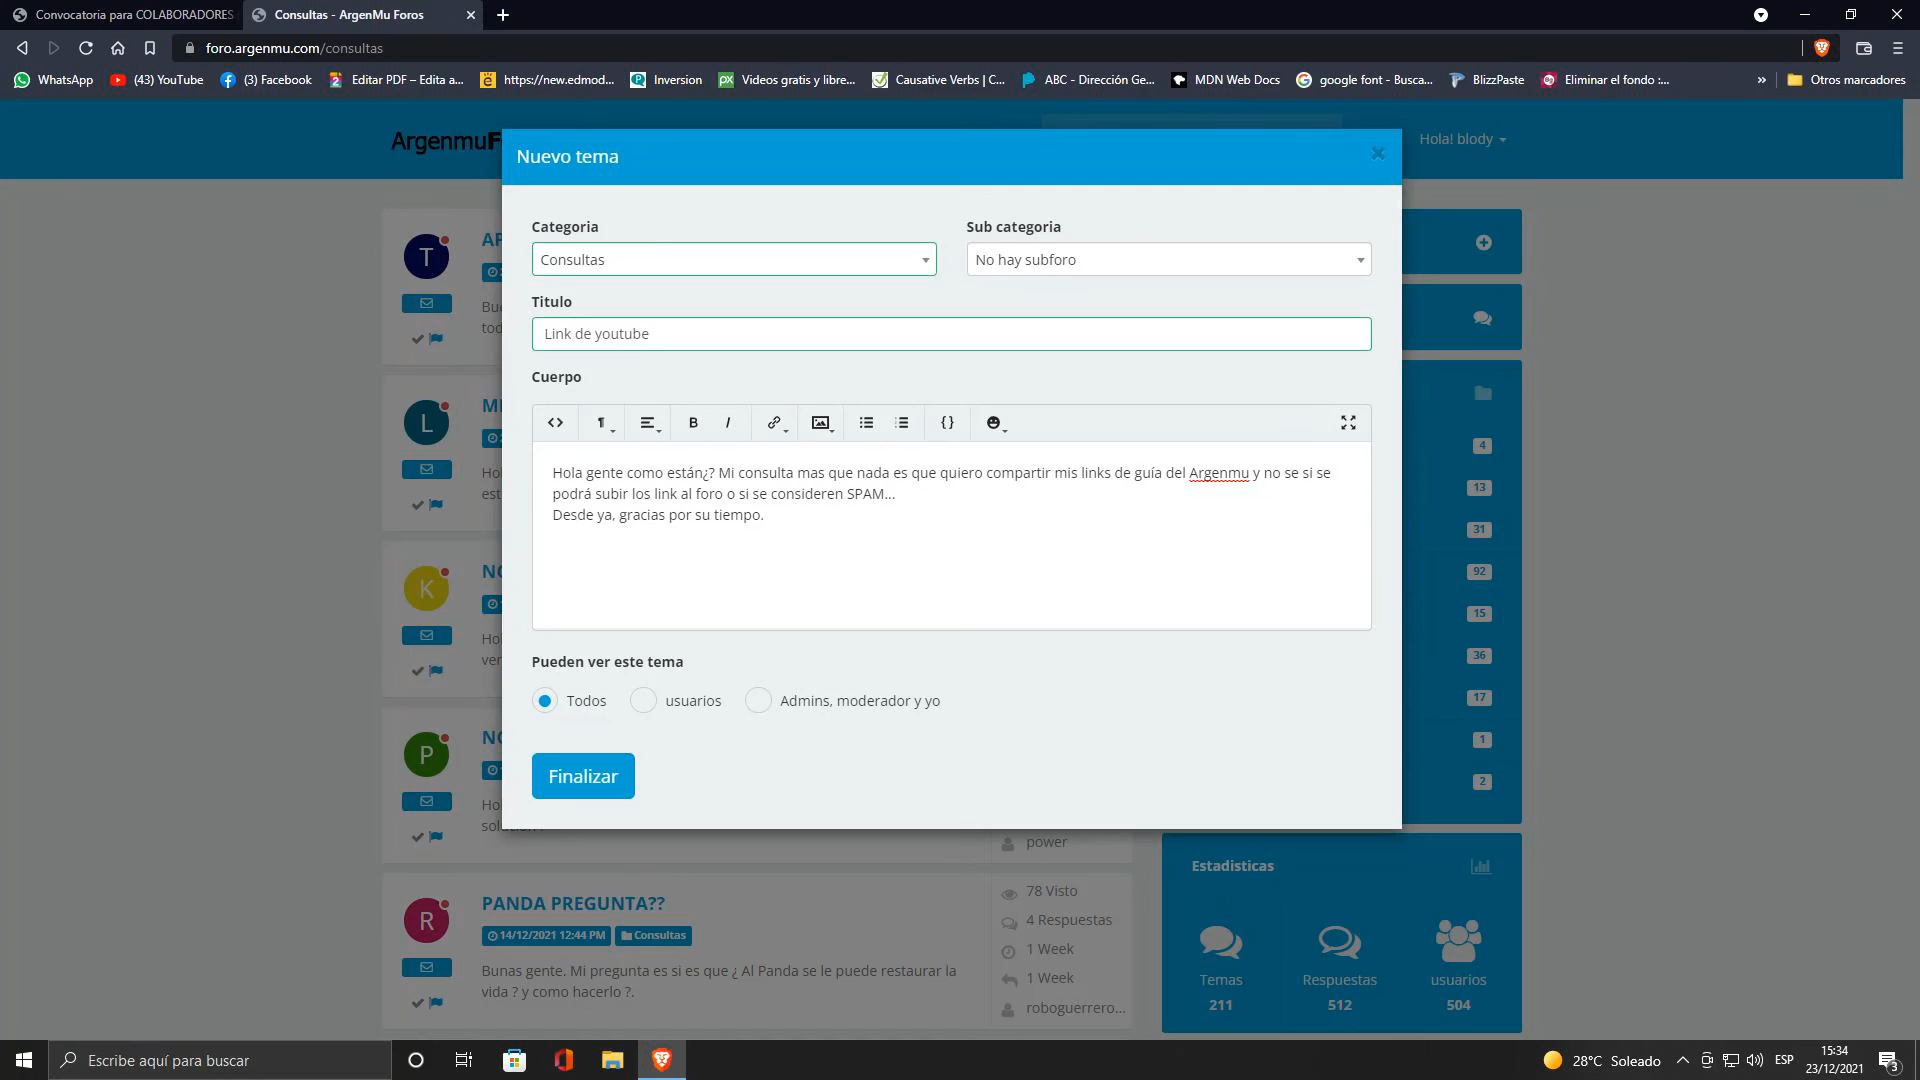 Convocatoria para COLABORADORES
Consultas - ArgenMu Foros
foro.argenmu.com/consultas
WhatsApp
(43) YouTube
(3) Facebook
Editar PDF – Edita a...
https://new.edmod...
Inversion
Videos gratis y libre...
Causative Verbs | C...
ABC - Dirección Ge...
MDN Web Docs
google font - Busca...
BlizzPaste
Eliminar el fondo :...
»
Otros marcadores
ArgenmuF
Hola! blody
Nuevo tema
Categoria
Sub categoria
Consultas
No hay subforo
Titulo
Link de youtube
Cuerpo
Hola gente como están¿? Mi consulta mas que nada es que quiero compartir mis links de guía del Argenmu y no se si se
podrá subir los link al foro o si se consideren SPAM...
Desde ya, gracias por su tiempo.
Pueden ver este tema
Todos
usuarios
Admins, moderador y yo
Finalizar
T
L
K
P
R
4
13
31
92
15
36
17
1
2
power
PANDA PREGUNTA??
14/12/2021 12:44 PM
Consultas
Bunas gente. Mi pregunta es si es que ¿ Al Panda se le puede restaurar la
vida ? y como hacerlo ?.
78 Visto
4 Respuestas
1 Week
1 Week
roboguerrero...
Estadisticas
Temas
Respuestas
usuarios
211
512
504
Escribe aquí para buscar
28°C Soleado
ESP
15:34
23/12/2021
3